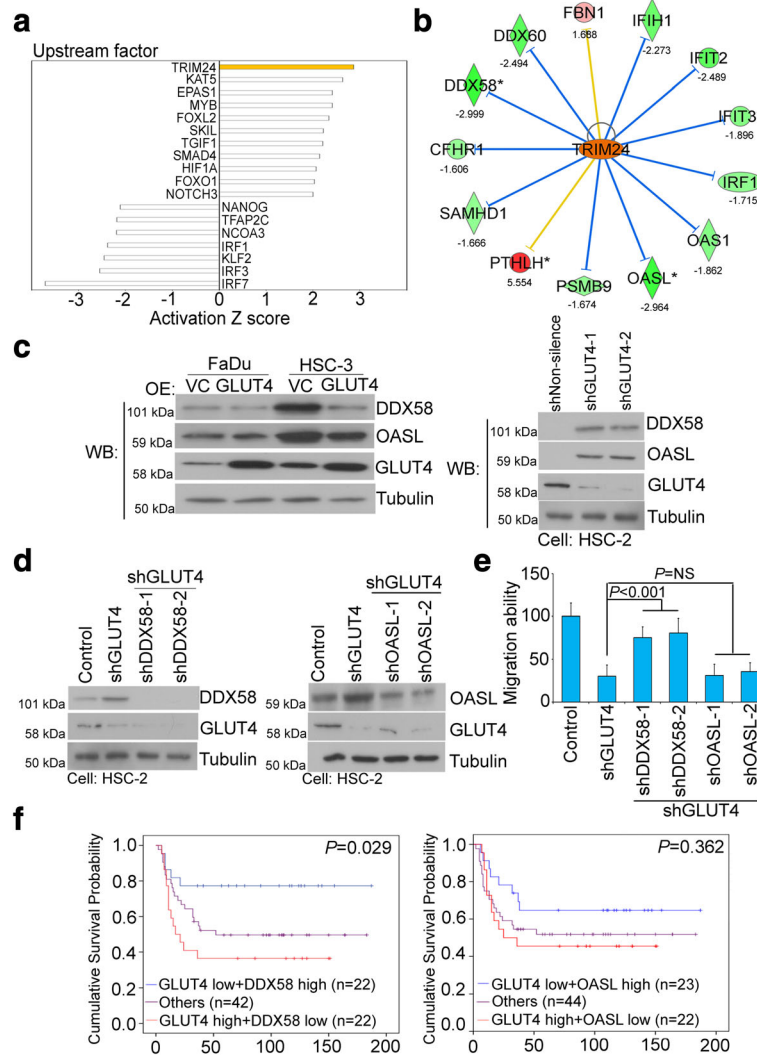 a
Upstream factor
TRIM24
KAT5
EPAS1
MYB
FOXL2
SKIL
TGIF1
SMAD4
HIF1A
FOXO1
NOTCH3
NANOG
TFAP2C
NCOA3
IRF1
KLF2
IRF3
IRF7
-3 -2 -1 0 1 2 3
Activation Z score
b
FBN1
1.688
IFIH1
-2.273
DDX60
-2.494
IFIT2
-2.489
DDX58*
-2.999
IFIT3
-1.896
TRIM24
CFHR1
-1.606
IRF1
-1.715
SAMHD1
-1.666
OAS1
-1.862
PTHLH*
5.554
PSMB9
-1.674
OASL*
-2.964
c
FaDu HSC-3
OE: VC GLUT4 VC GLUT4
WB:
101 kDa DDX58
59 kDa OASL
58 kDa GLUT4
50 kDa Tubulin
shNon-silence
shGLUT4-1
shGLUT4-2
WB:
101 kDa DDX58
59 kDa OASL
58 kDa GLUT4
50 kDa Tubulin
Cell: HSC-2
d
shGLUT4
Control
shGLUT4
shDDX58-1
shDDX58-2
101 kDa DDX58
58 kDa GLUT4
50 kDa Tubulin
Cell: HSC-2
shGLUT4
Control
shGLUT4
shOASL-1
shOASL-2
59 kDa OASL
58 kDa GLUT4
50 kDa Tubulin
Cell: HSC-2
e
P=NS
P<0.001
Migration ability
150
100
50
0
Control
shGLUT4
shDDX58-1
shDDX58-2
shOASL-1
shOASL-2
shGLUT4
f
P=0.029
Cumulative Survival Probability
1.0
0.8
0.6
0.4
0.2
0.0
GLUT4 low+DDX58 high (n=22)
Others (n=42)
GLUT4 high+DDX58 low (n=22)
0 50 100 150 200
P=0.362
Cumulative Survival Probability
1.0
0.8
0.6
0.4
0.2
0.0
GLUT4 low+OASL high (n=23)
Others (n=44)
GLUT4 high+OASL low (n=22)
0 50 100 150 200